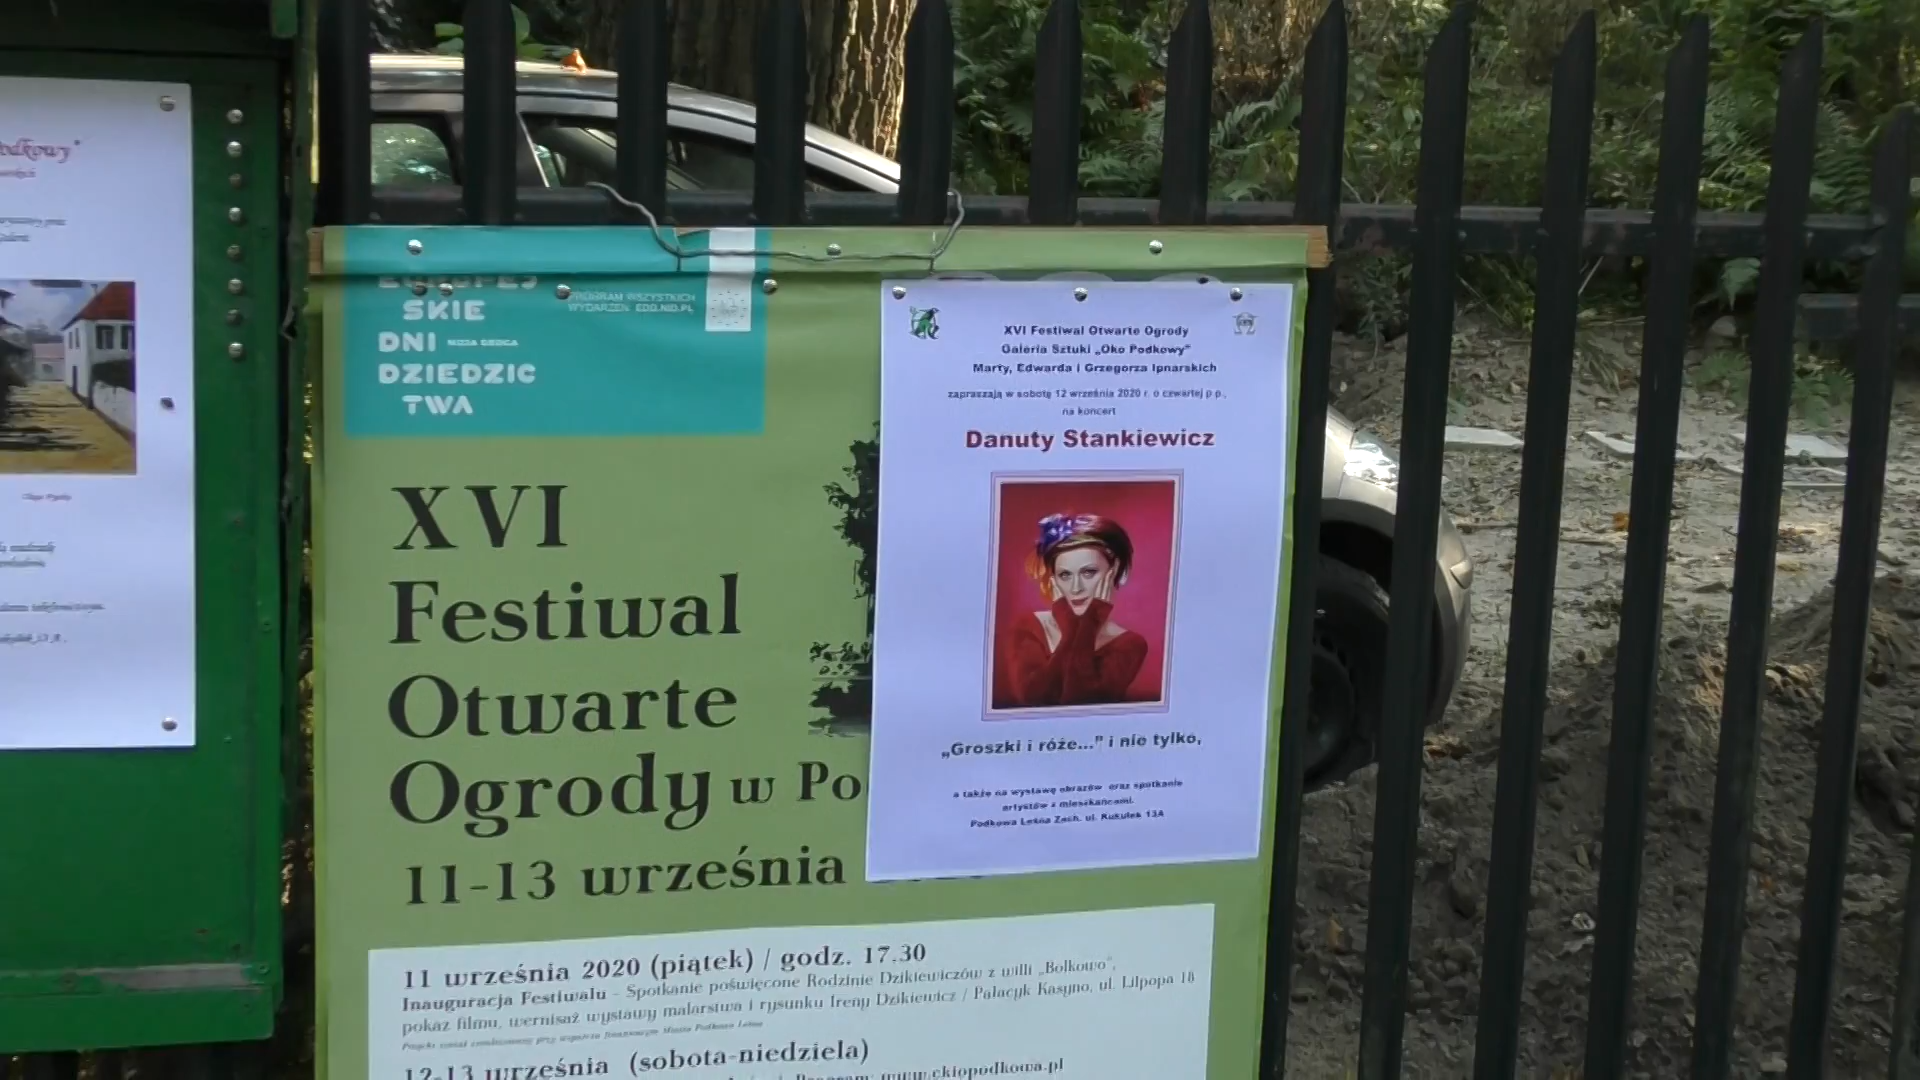 odkowy"
SKIE
DNI
DZIEDZIC
TWA
PROGRAM WSZYSTKICH
WYDARZEŃ EDD.NID.PL
XVI
Festiwal
Otwarte
Ogrody w Po
11-13 września
XVI Festiwal Otwarte Ogrody
Galeria Sztuki „Oko Podkowy"
Marty, Edwarda i Grzegorza Ipnarskich
zapraszają w sobotę 12 września 2020 r. o czwartej p.p.,
na koncert
Danuty Stankiewicz
„Groszki i róże..." i nie tylko,
a także na wystawę obrazów oraz spotkanie
artystów z mieszkańcami.
Podkowa Leśna Zach. ul. Kukułek 13A
11 września 2020 (piątek) / godz. 17.30
Inauguracja Festiwalu – Spotkanie poświęcone Rodzinie Dzikiewiczów z willi „Bolkowo",
pokaz filmu, wernisaż wystawy malarstwa i rysunku Ireny Dzikiewicz / Pałacyk Kasyno, ul. Lilpopa 18
12-13 września (sobota-niedziela)
www.ckiopodkowa.pl